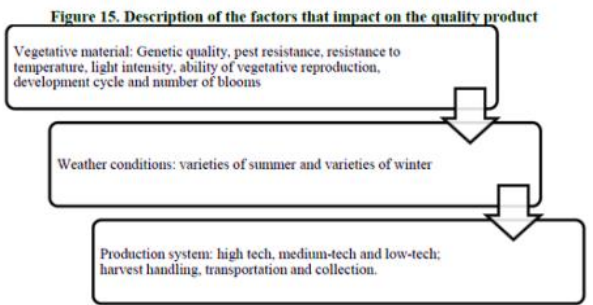 Figure 15. Description of the factors that impact on the quality product
Vegetative material: Genetic quality, pest resistance, resistance to
temperature, light intensity, ability of vegetative reproduction,
development cycle and number of blooms
Weather conditions: varieties of summer and varieties of winter
Production system: high tech, medium-tech and low-tech;
harvest handling, transportation and collection.